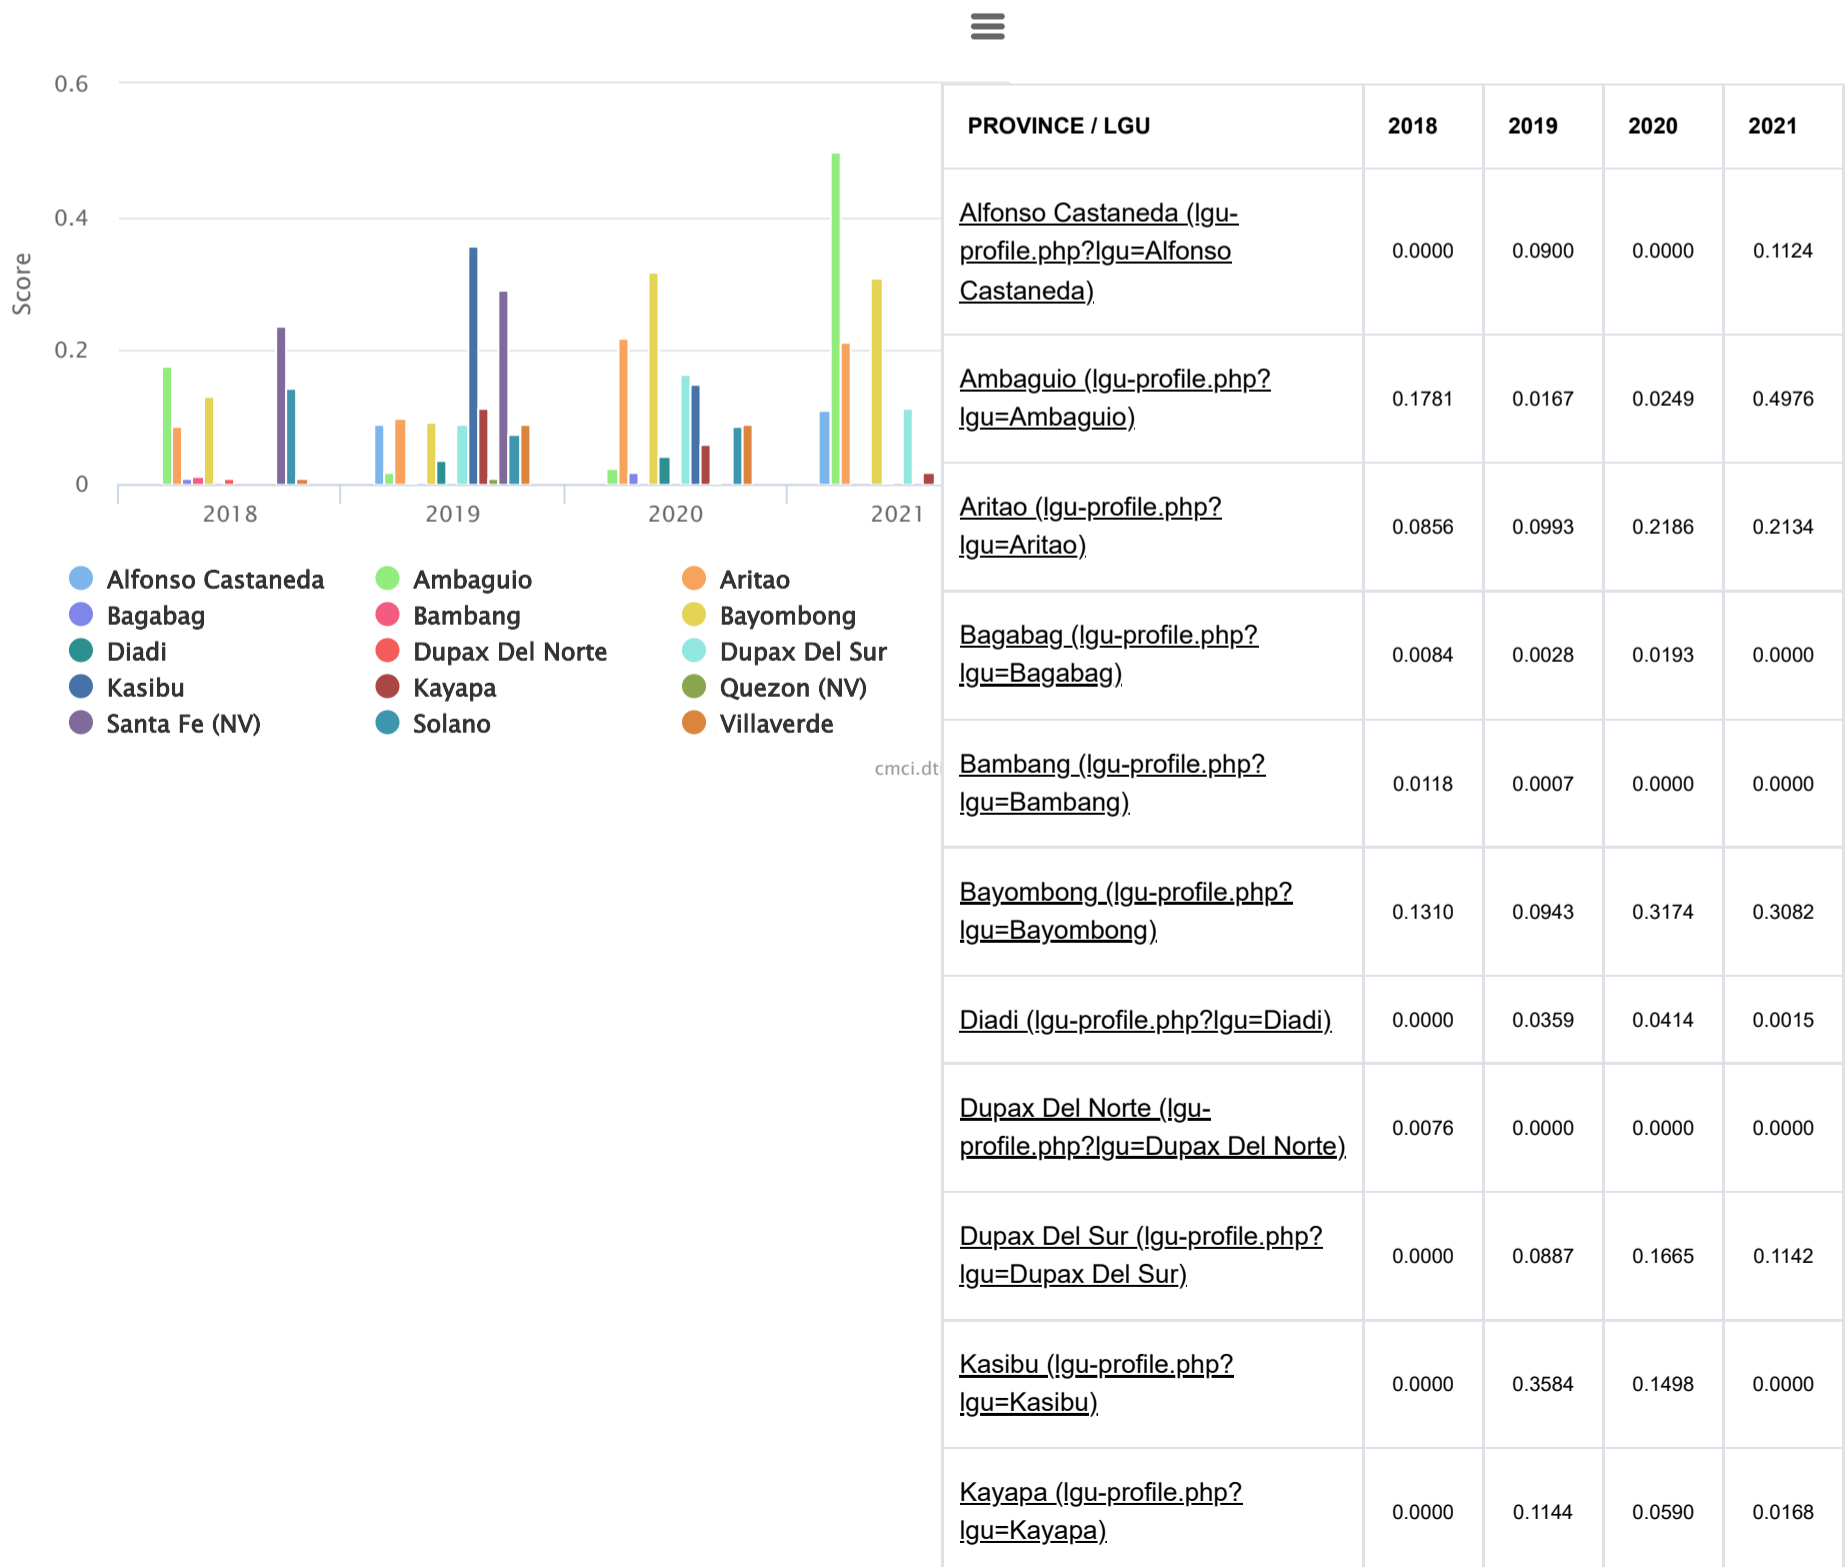 0.6
0.4
0.2
0
Score
2018 2019 2020 2021
Alfonso Castaneda Ambaguio Aritao
Bagabag Bambang Bayombong
Diadi Dupax Del Norte Dupax Del Sur
Kasibu Kayapa Quezon (NV)
Santa Fe (NV) Solano Villaverde
cmci.dti
PROVINCE / LGU 2018 2019 2020 2021
Alfonso Castaneda (lgu-
profile.php?lgu=Alfonso 0.0000 0.0900 0.0000 0.1124
Castaneda)
Ambaguio (lgu-profile.php?
lgu=Ambaguio) 0.1781 0.0167 0.0249 0.4976
Aritao (lgu-profile.php?
lgu=Aritao) 0.0856 0.0993 0.2186 0.2134
Bagabag (lgu-profile.php?
lgu=Bagabag) 0.0084 0.0028 0.0193 0.0000
Bambang (lgu-profile.php?
lgu=Bambang) 0.0118 0.0007 0.0000 0.0000
Bayombong (lgu-profile.php?
lgu=Bayombong) 0.1310 0.0943 0.3174 0.3082
Diadi (lgu-profile.php?lgu=Diadi) 0.0000 0.0359 0.0414 0.0015
Dupax Del Norte (lgu-
profile.php?lgu=Dupax Del Norte) 0.0076 0.0000 0.0000 0.0000
Dupax Del Sur (lgu-profile.php?
lgu=Dupax Del Sur) 0.0000 0.0887 0.1665 0.1142
Kasibu (lgu-profile.php?
lgu=Kasibu) 0.0000 0.3584 0.1498 0.0000
Kayapa (lgu-profile.php?
lgu=Kayapa) 0.0000 0.1144 0.0590 0.0168